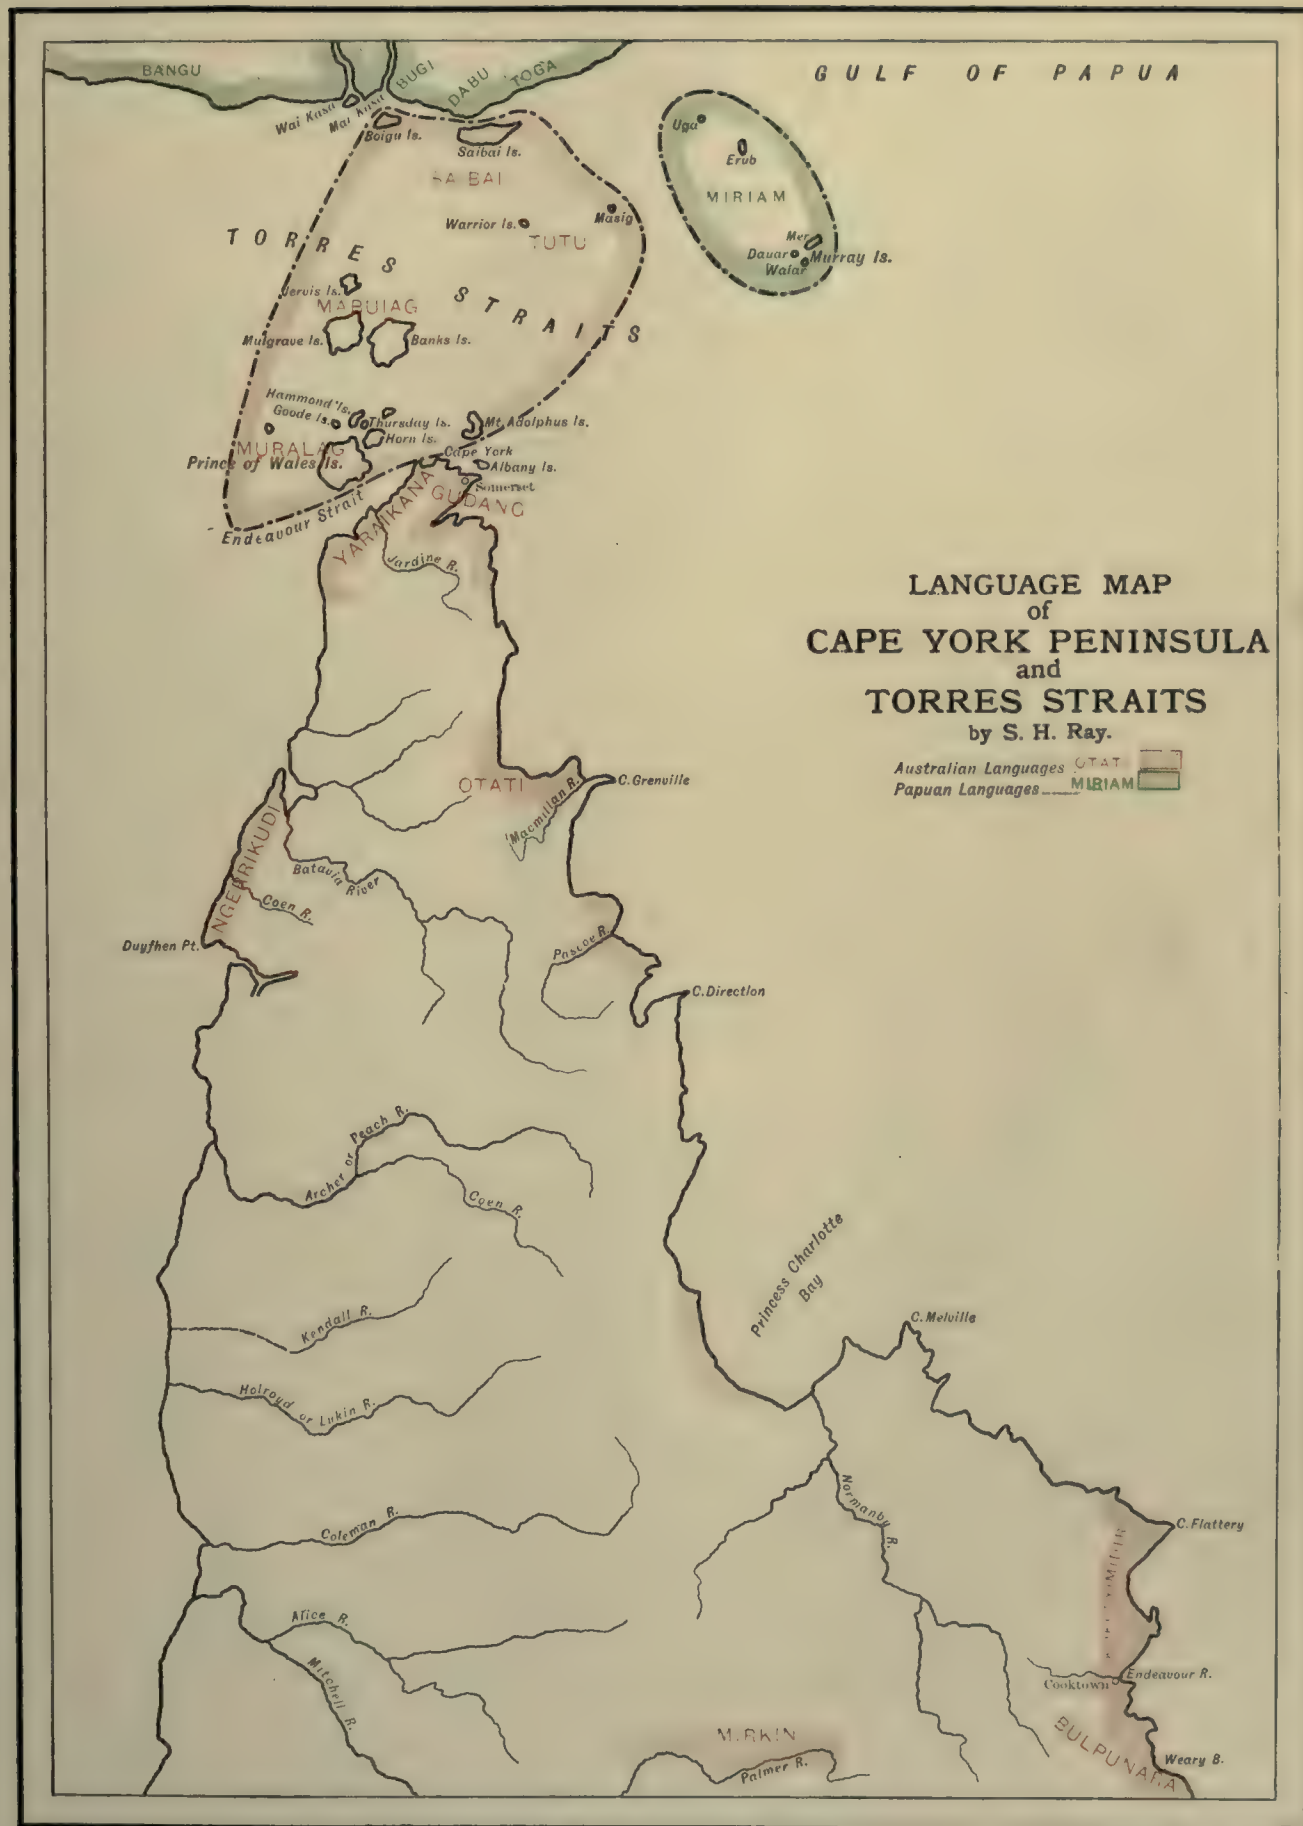 GULF OF PAPUA
BANGU
BUGI
DABU
TOGA
Wai Kasa
Mai Kasa
Boigu Is.
Saibai Is.
SAIBAI
Uga
Erub
MIRIAM
Mer
Dauar
Walar
Murray Is.
Warrior Is.
Masig
TUTU
TORRES STRAITS
Jervis Is.
MABUIAG
Mulgrave Is.
Banks Is.
Hammond Is.
Goode Is.
Thursday Is.
Horn Is.
Mt. Adolphus Is.
MURALAG
Prince of Wales Is.
Cape York
Albany Is.
Somerset
GUDANG
YARAIKANA
Endeavour Strait
Jardine R.
LANGUAGE MAP
of
CAPE YORK PENINSULA
and
TORRES STRAITS
by S. H. Ray.
Australian Languages OTATI
Papuan Languages MIRIAM
OTATI
C. Grenville
Macmillan R.
NGERRIKUDI
Batavia River
Coen R.
Duyfhen Pt.
Pascoe R.
C. Direction
Archer or Peach R.
Coen R.
Princess Charlotte
Bay
Kendall R.
C. Melville
Holroyd or Lukin R.
Normanby R.
Coleman R.
C. Flattery
Alice R.
Mitchell R.
Endeavour R.
Cooktown
MIRKIN
Palmer R.
BULPUNARA
Weary B.